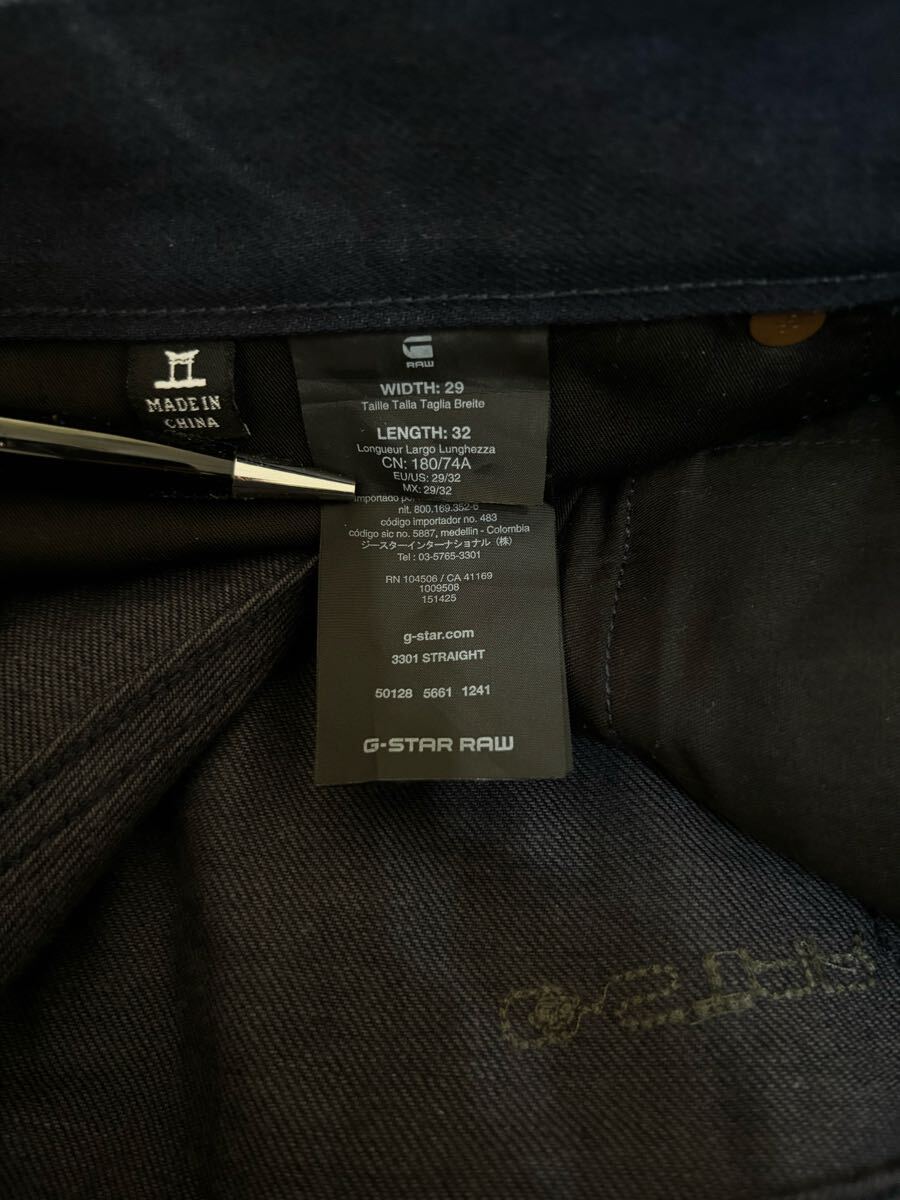 MADE IN
CHINA
RAW
WIDTH: 29
Taille Talla Taglia Breite
LENGTH: 32
Longueur Largo Lunghezza
CN: 180/74A
EU/US: 29/32
MX: 29/32
importado por
nit. 800.169.352-6
código importador no. 483
código sic no. 5887, medellin - Colombia
ジースターインターナショナル（株）
Tel : 03-5765-3301
RN 104506 / CA 41169
1009508
151425
g-star.com
3301 STRAIGHT
50128 5661 1241
G-STAR RAW